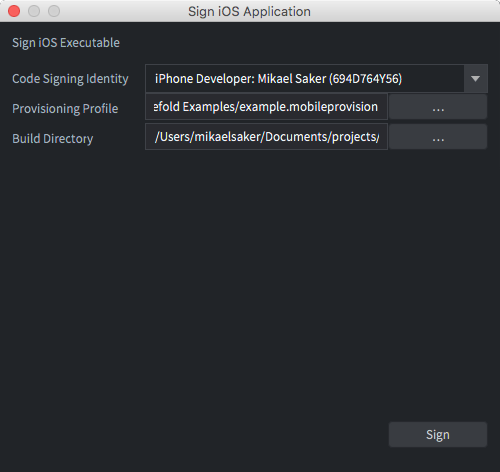 Sign iOS Application
Sign iOS Executable
Code Signing Identity iPhone Developer: Mikael Saker (694D764Y56)
Provisioning Profile efold Examples/example.mobileprovision ...
Build Directory /Users/mikaelsaker/Documents/projects/ ...
Sign